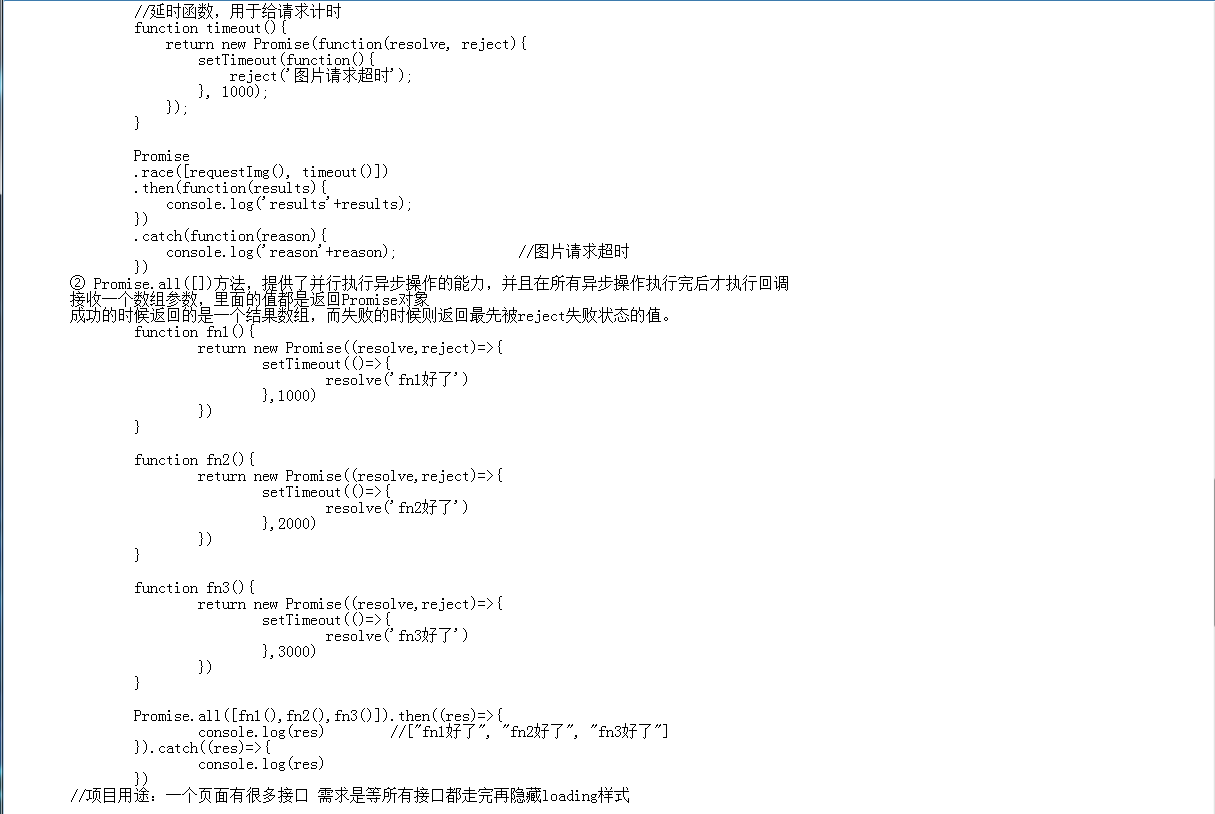 //延时函数，用于给请求计时
function timeout(){
    return new Promise(function(resolve, reject){
        setTimeout(function(){
            reject('图片请求超时');
        }, 1000);
    });
}

Promise
.race([requestImg(), timeout()])
.then(function(results){
    console.log('results'+results);
})
.catch(function(reason){
    console.log('reason'+reason);               //图片请求超时
})
② Promise.all([])方法，提供了并行执行异步操作的能力，并且在所有异步操作执行完后才执行回调
接收一个数组参数，里面的值都是返回Promise对象
成功的时候返回的是一个结果数组，而失败的时候则返回最先被reject失败状态的值。
function fn1(){
        return new Promise((resolve,reject)=>{
                setTimeout(()=>{
                        resolve('fn1好了')
                },1000)
        })
}

function fn2(){
        return new Promise((resolve,reject)=>{
                setTimeout(()=>{
                        resolve('fn2好了')
                },2000)
        })
}

function fn3(){
        return new Promise((resolve,reject)=>{
                setTimeout(()=>{
                        resolve('fn3好了')
                },3000)
        })
}

Promise.all([fn1(),fn2(),fn3()]).then((res)=>{
        console.log(res)        //["fn1好了", "fn2好了", "fn3好了"]
}).catch((res)=>{
        console.log(res)
})
//项目用途：一个页面有很多接口 需求是等所有接口都走完再隐藏loading样式